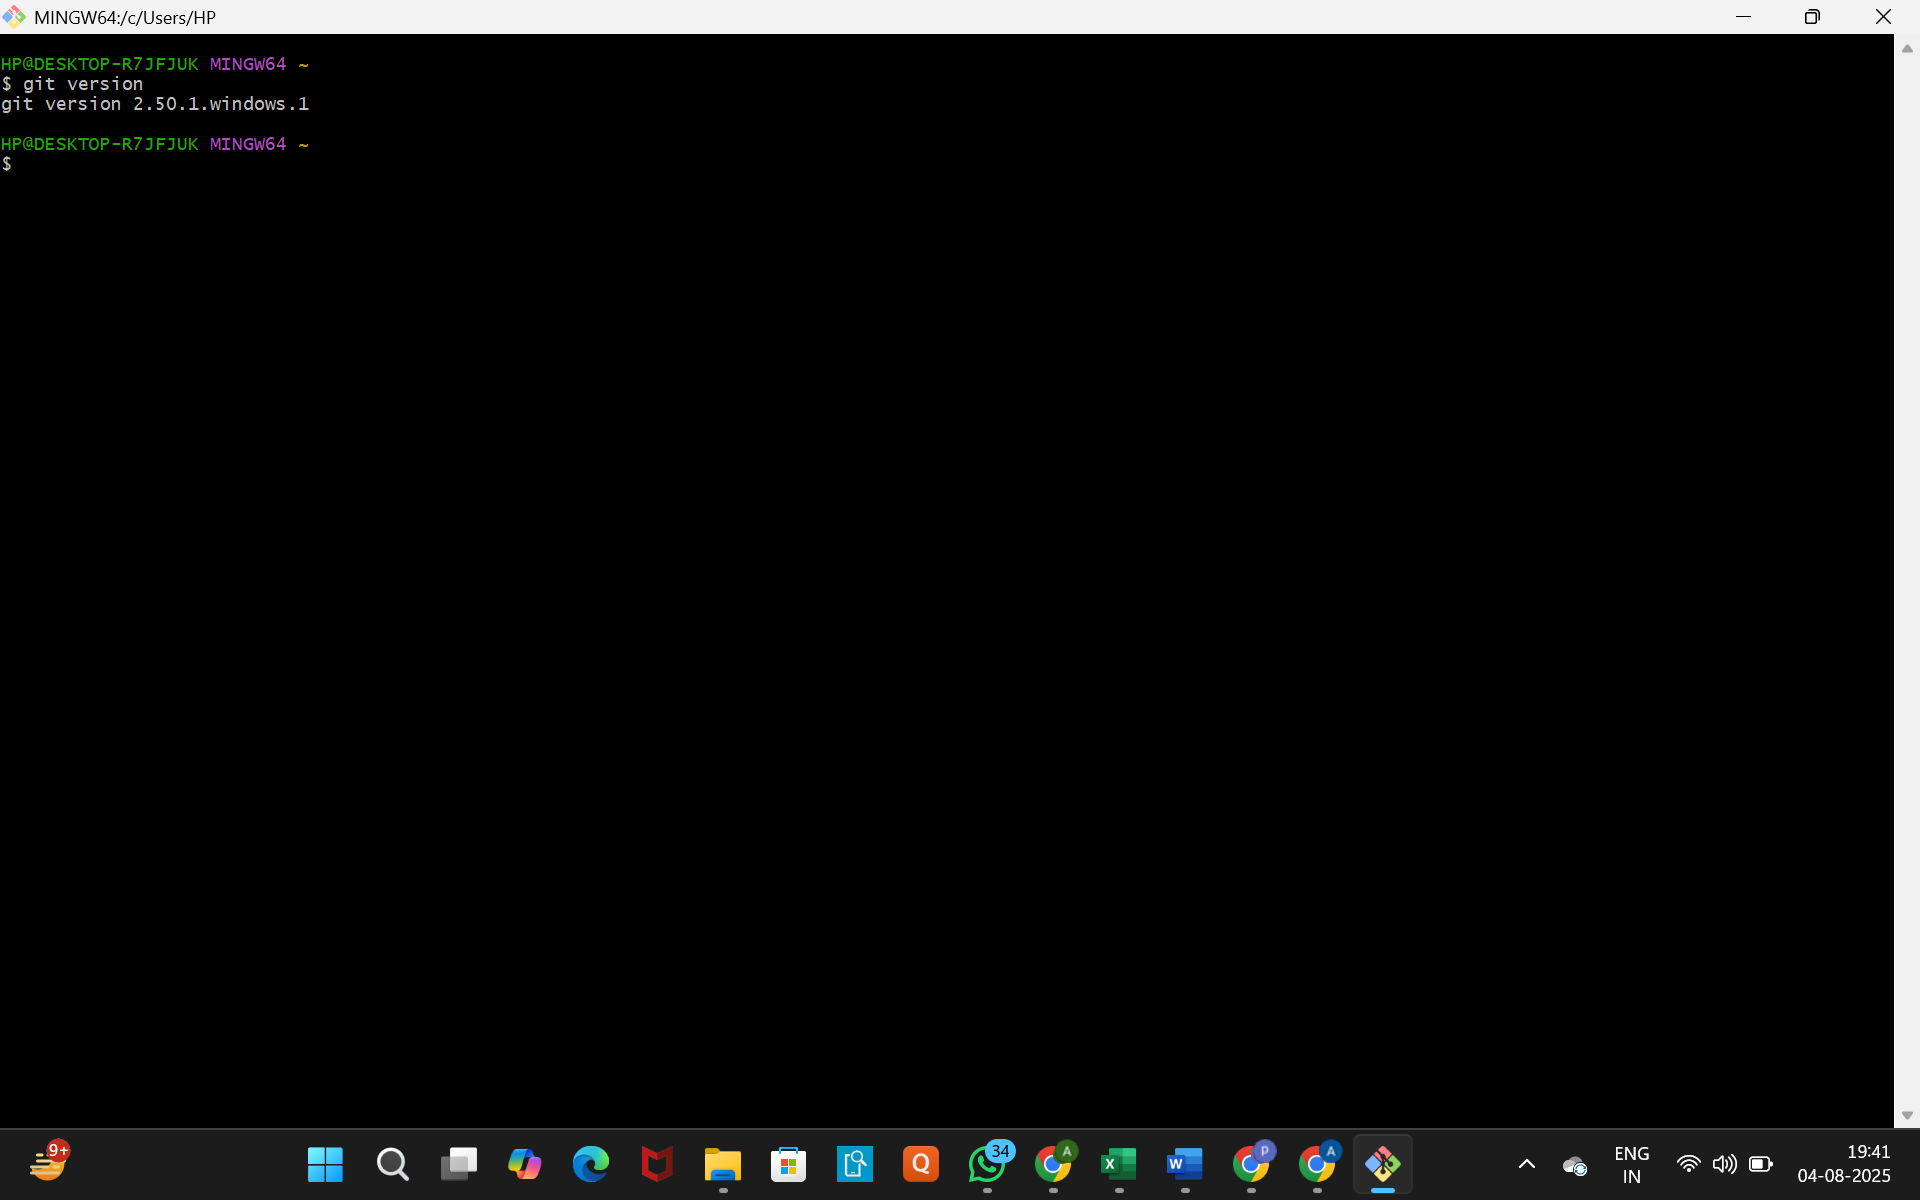 MINGW64:/c/Users/HP
HP@DESKTOP-R7JFJUK MINGW64 ~
$ git version
git version 2.50.1.windows.1
HP@DESKTOP-R7JFJUK MINGW64 ~
$
9+
Q
34
A
X
W
P
A
ENG
IN
19:41
04-08-2025